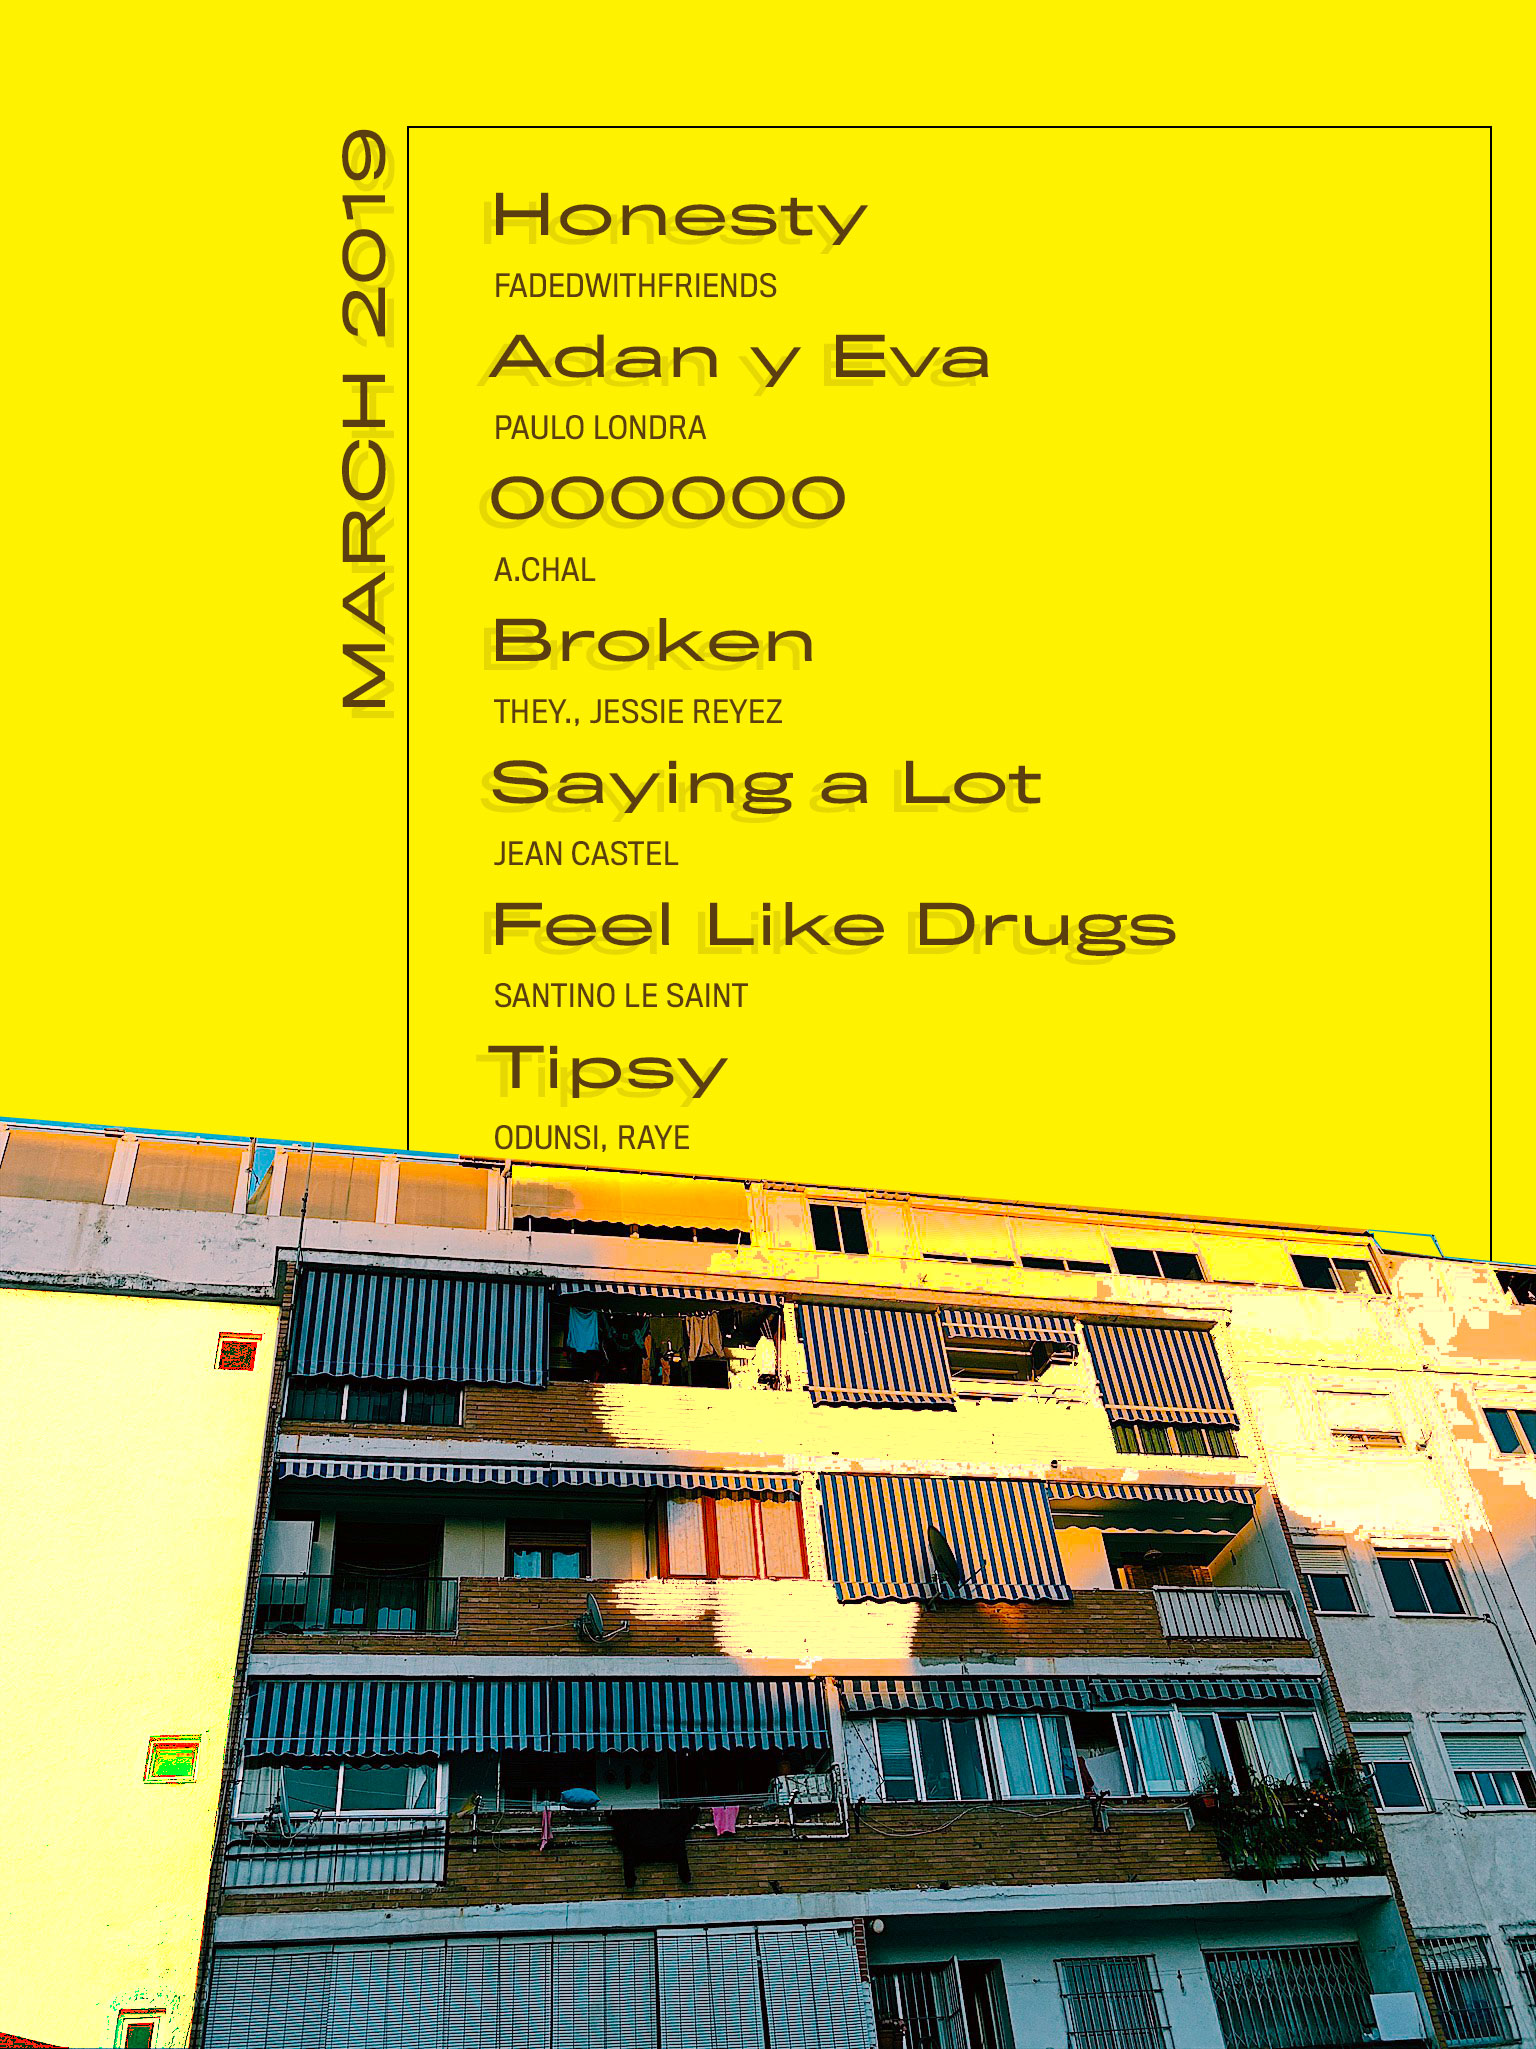 MARCH 2019
Honesty
FADEDWITHFRIENDS
Adan y Eva
PAULO LONDRA
000000
A.CHAL
Broken
THEY., JESSIE REYEZ
Saying a Lot
JEAN CASTEL
Feel Like Drugs
SANTINO LE SAINT
Tipsy
ODUNSI, RAYE